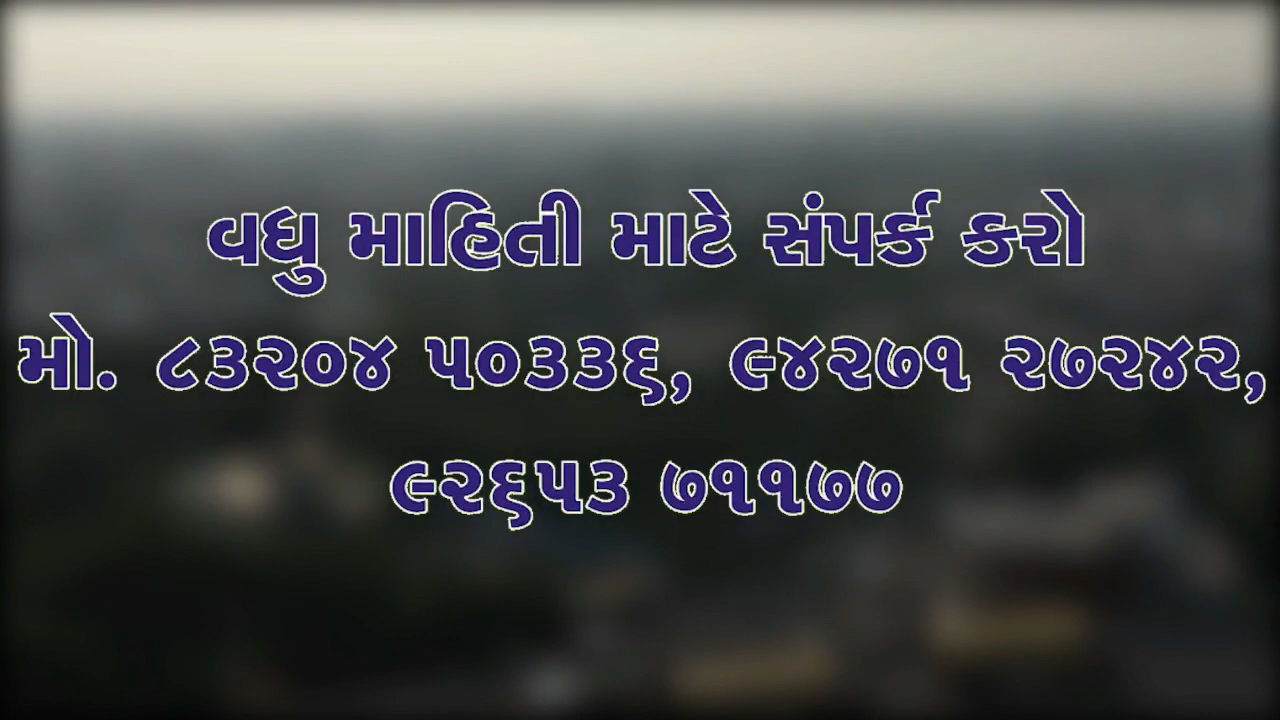 વધુ માહિતી માટે સંપર્ક કરો
મો. ૮૩૨૦૪ ૫૦૩૩૬, ૯૪૨૭૧ ૨૭૨૪૨,
૯૨૬૫૩ ૭૧૧૭૭